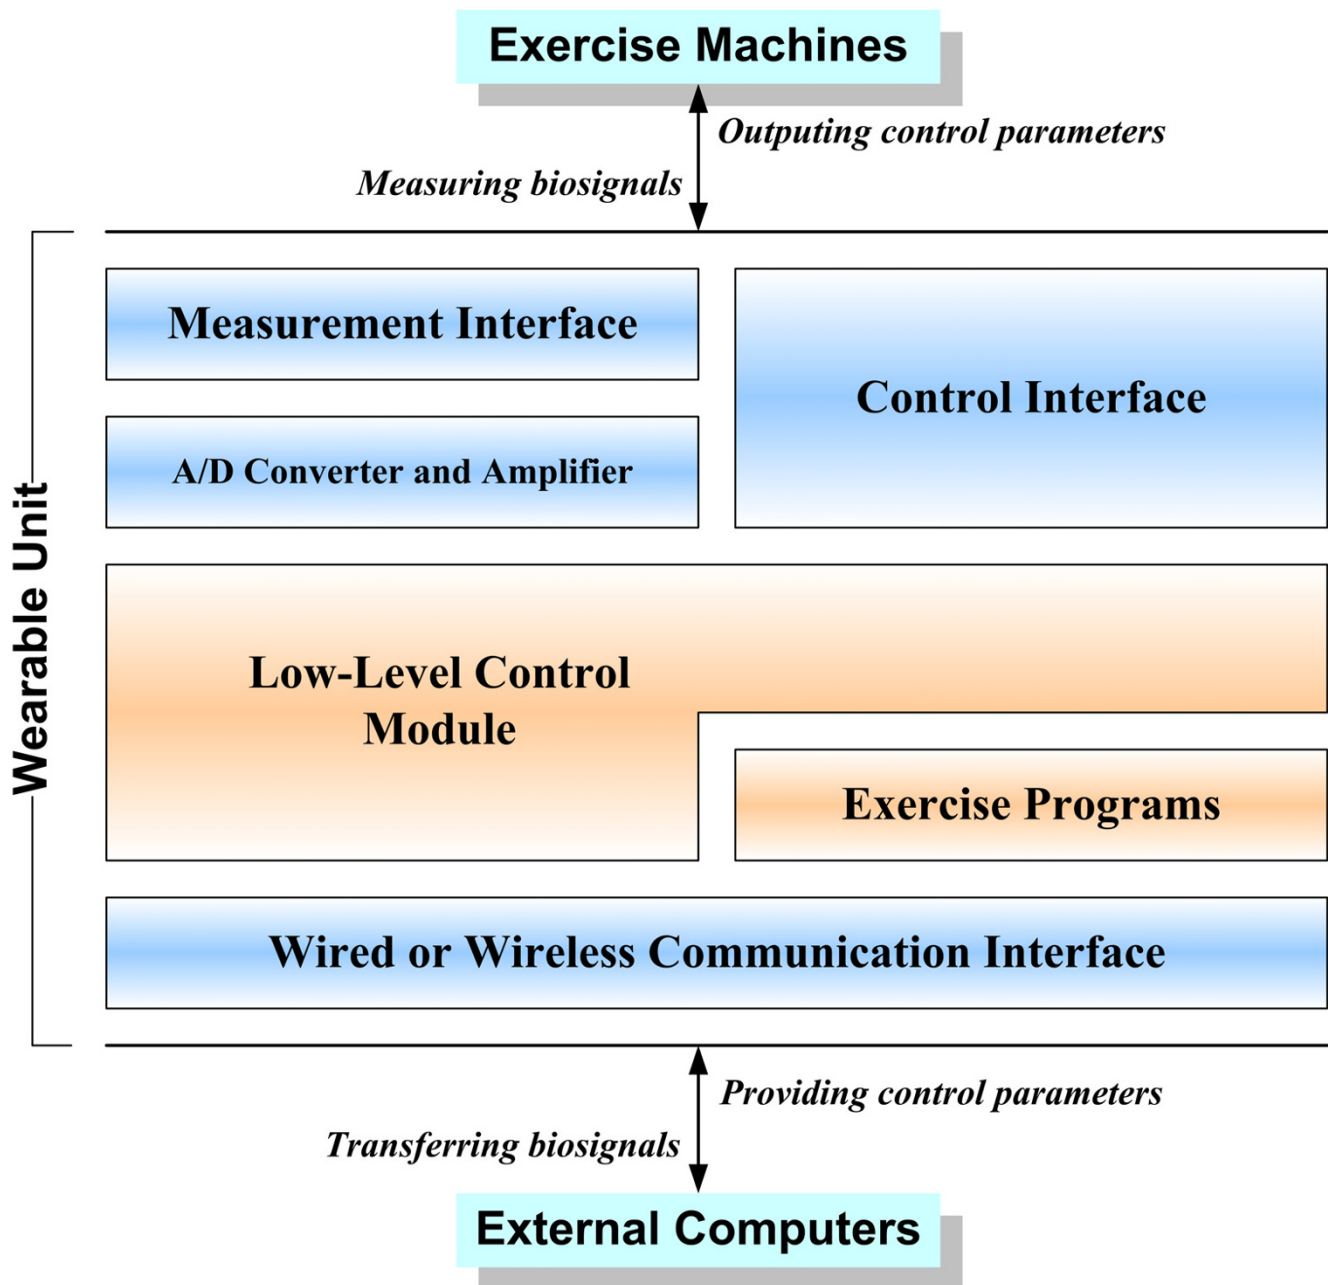 Exercise Machines
Outputing control parameters
Measuring biosignals
Wearable Unit
Measurement Interface
Control Interface
A/D Converter and Amplifier
Low-Level Control
Module
Exercise Programs
Wired or Wireless Communication Interface
Providing control parameters
Transferring biosignals
External Computers